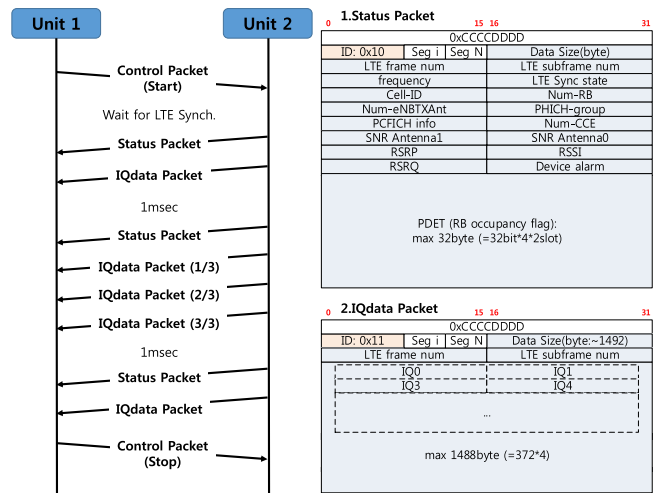 Unit 1
Unit 2
Control Packet
(Start)
Wait for LTE Synch.
Status Packet
IQdata Packet
1msec
Status Packet
IQdata Packet (1/3)
IQdata Packet (2/3)
IQdata Packet (3/3)
1msec
Status Packet
IQdata Packet
Control Packet
(Stop)
1.Status Packet
0 15 16 31
0xCCCCDDDD
ID: 0x10 Seg i Seg N Data Size(byte)
LTE frame num LTE subframe num
frequency LTE Sync state
Cell-ID Num-RB
Num-eNBTXAnt PHICH-group
PCFICH info Num-CCE
SNR Antenna1 SNR Antenna0
RSRP RSSI
RSRQ Device alarm
PDET (RB occupancy flag):
max 32byte (=32bit*4*2slot)
2.IQdata Packet
0 15 16 31
0xCCCCDDDD
ID: 0x11 Seg i Seg N Data Size(byte:~1492)
LTE frame num LTE subframe num
IQ0 IQ1
IQ3 IQ4
...
max 1488byte (=372*4)